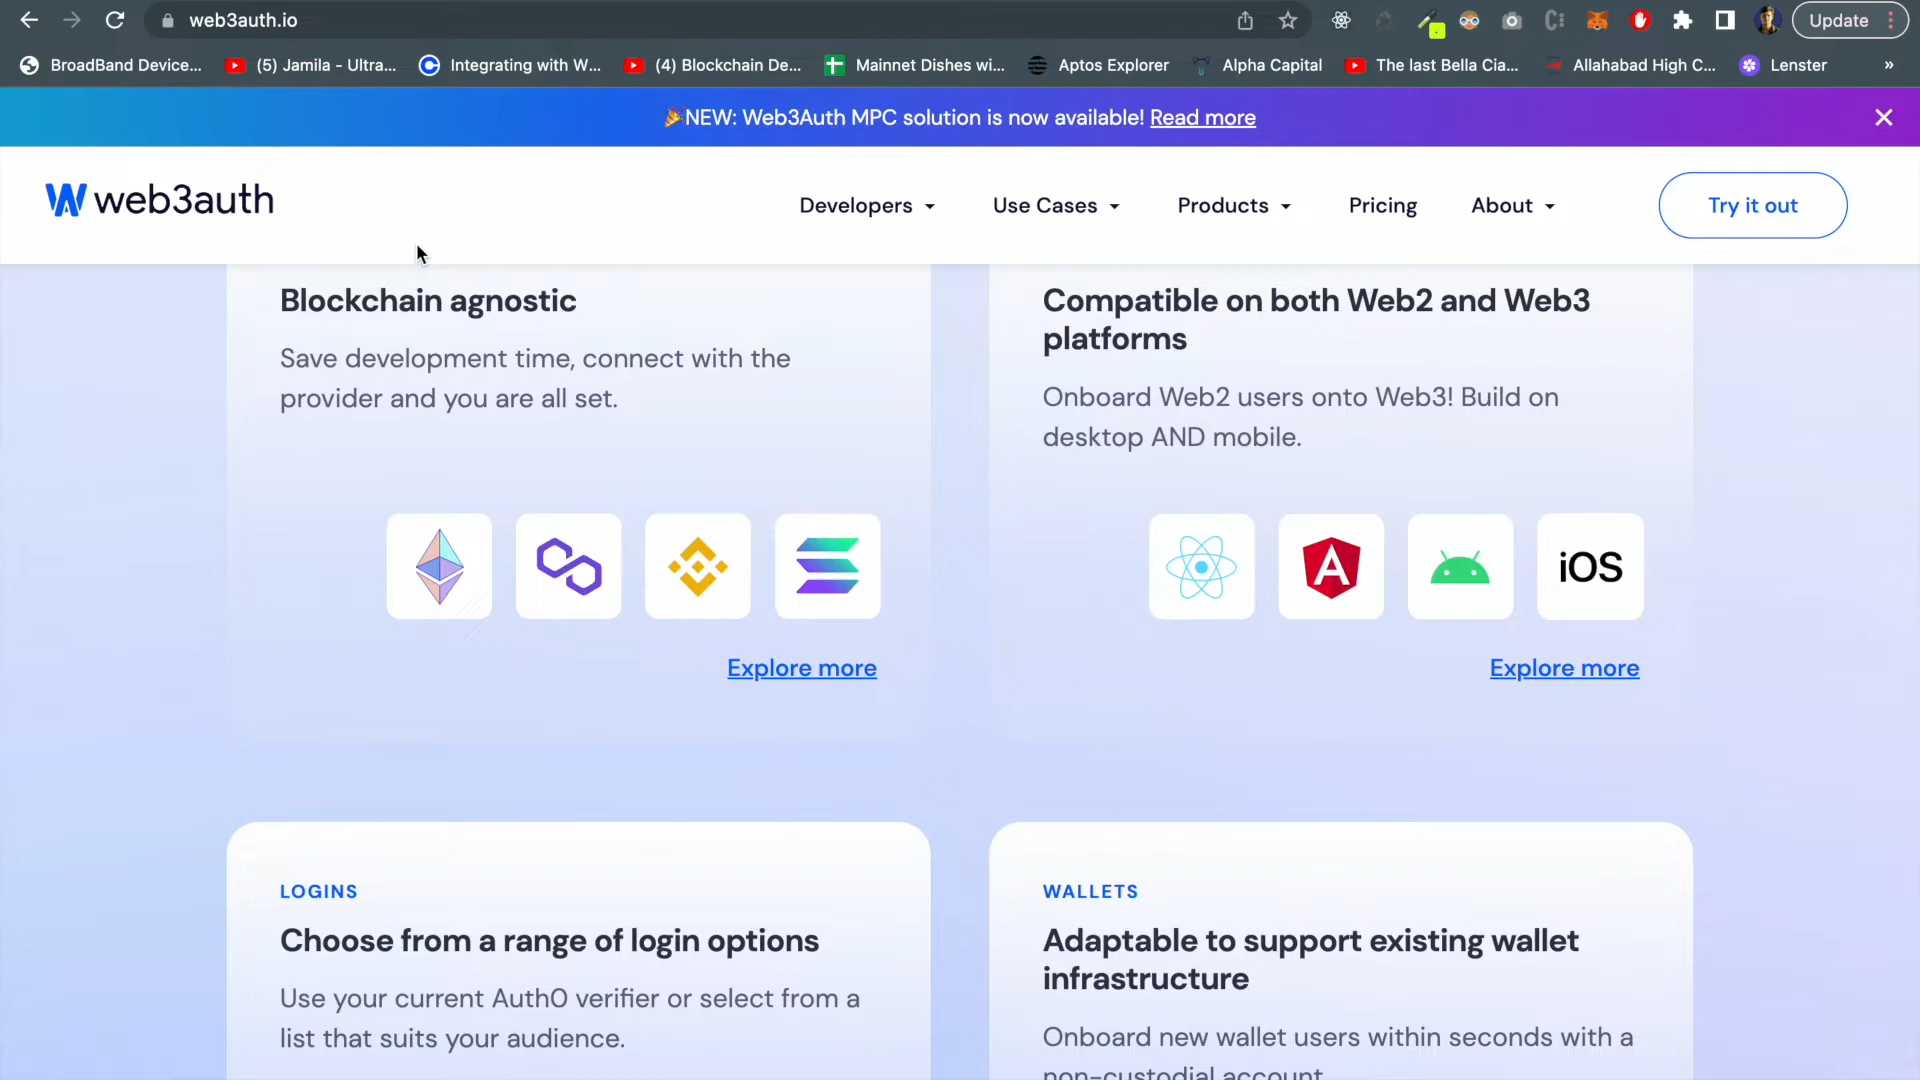 web3auth.io
Update
BroadBand Device...
(5) Jamila - Ultra...
Integrating with W...
(4) Blockchain De...
Mainnet Dishes wi...
Aptos Explorer
Alpha Capital
The last Bella Cia...
Allahabad High C...
Lenster
»
🎉NEW: Web3Auth MPC solution is now available! Read more
web3auth
Developers
Use Cases
Products
Pricing
About
Try it out
Blockchain agnostic
Save development time, connect with the
provider and you are all set.
Explore more
Compatible on both Web2 and Web3
platforms
Onboard Web2 users onto Web3! Build on
desktop AND mobile.
iOS
Explore more
LOGINS
Choose from a range of login options
Use your current Auth0 verifier or select from a
list that suits your audience.
WALLETS
Adaptable to support existing wallet
infrastructure
Onboard new wallet users within seconds with a
non-custodial account